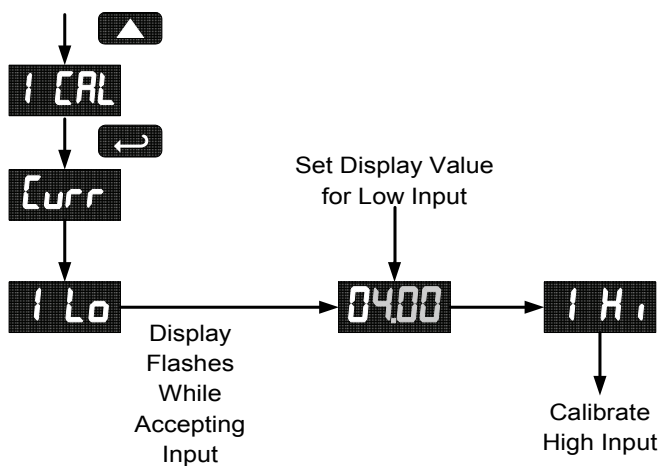 1 CAL
Curr
Set Display Value
for Low Input
1 Lo
04.00
1 Hi
Display
Flashes
While
Accepting
Input
Calibrate
High Input